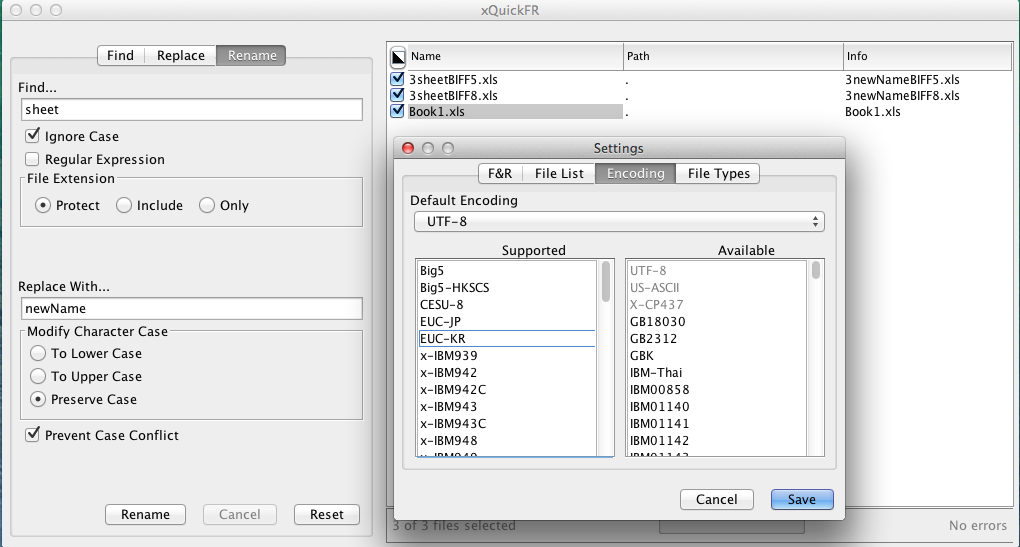 xQuickFR
Find Replace Rename
Find...
sheet
Ignore Case
Regular Expression
File Extension
Protect Include Only
Replace With...
newName
Modify Character Case
To Lower Case
To Upper Case
Preserve Case
Prevent Case Conflict
Rename Cancel Reset
Name Path Info
3sheetBIFF5.xls . 3newNameBIFF5.xls
3sheetBIFF8.xls . 3newNameBIFF8.xls
Book1.xls . Book1.xls
Settings
F&R File List Encoding File Types
Default Encoding
UTF-8
Supported
Big5
Big5-HKSCS
CESU-8
EUC-JP
EUC-KR
x-IBM939
x-IBM942
x-IBM942C
x-IBM943
x-IBM943C
x-IBM948
Available
UTF-8
US-ASCII
X-CP437
GB18030
GB2312
GBK
IBM-Thai
IBM00858
IBM01140
IBM01141
IBM01142
Cancel Save
3 of 3 files selected No errors